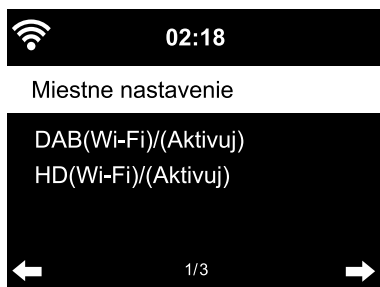 02:18
Miestne nastavenie
DAB(Wi-Fi)/(Aktivuj)
HD(Wi-Fi)/(Aktivuj)
1/3